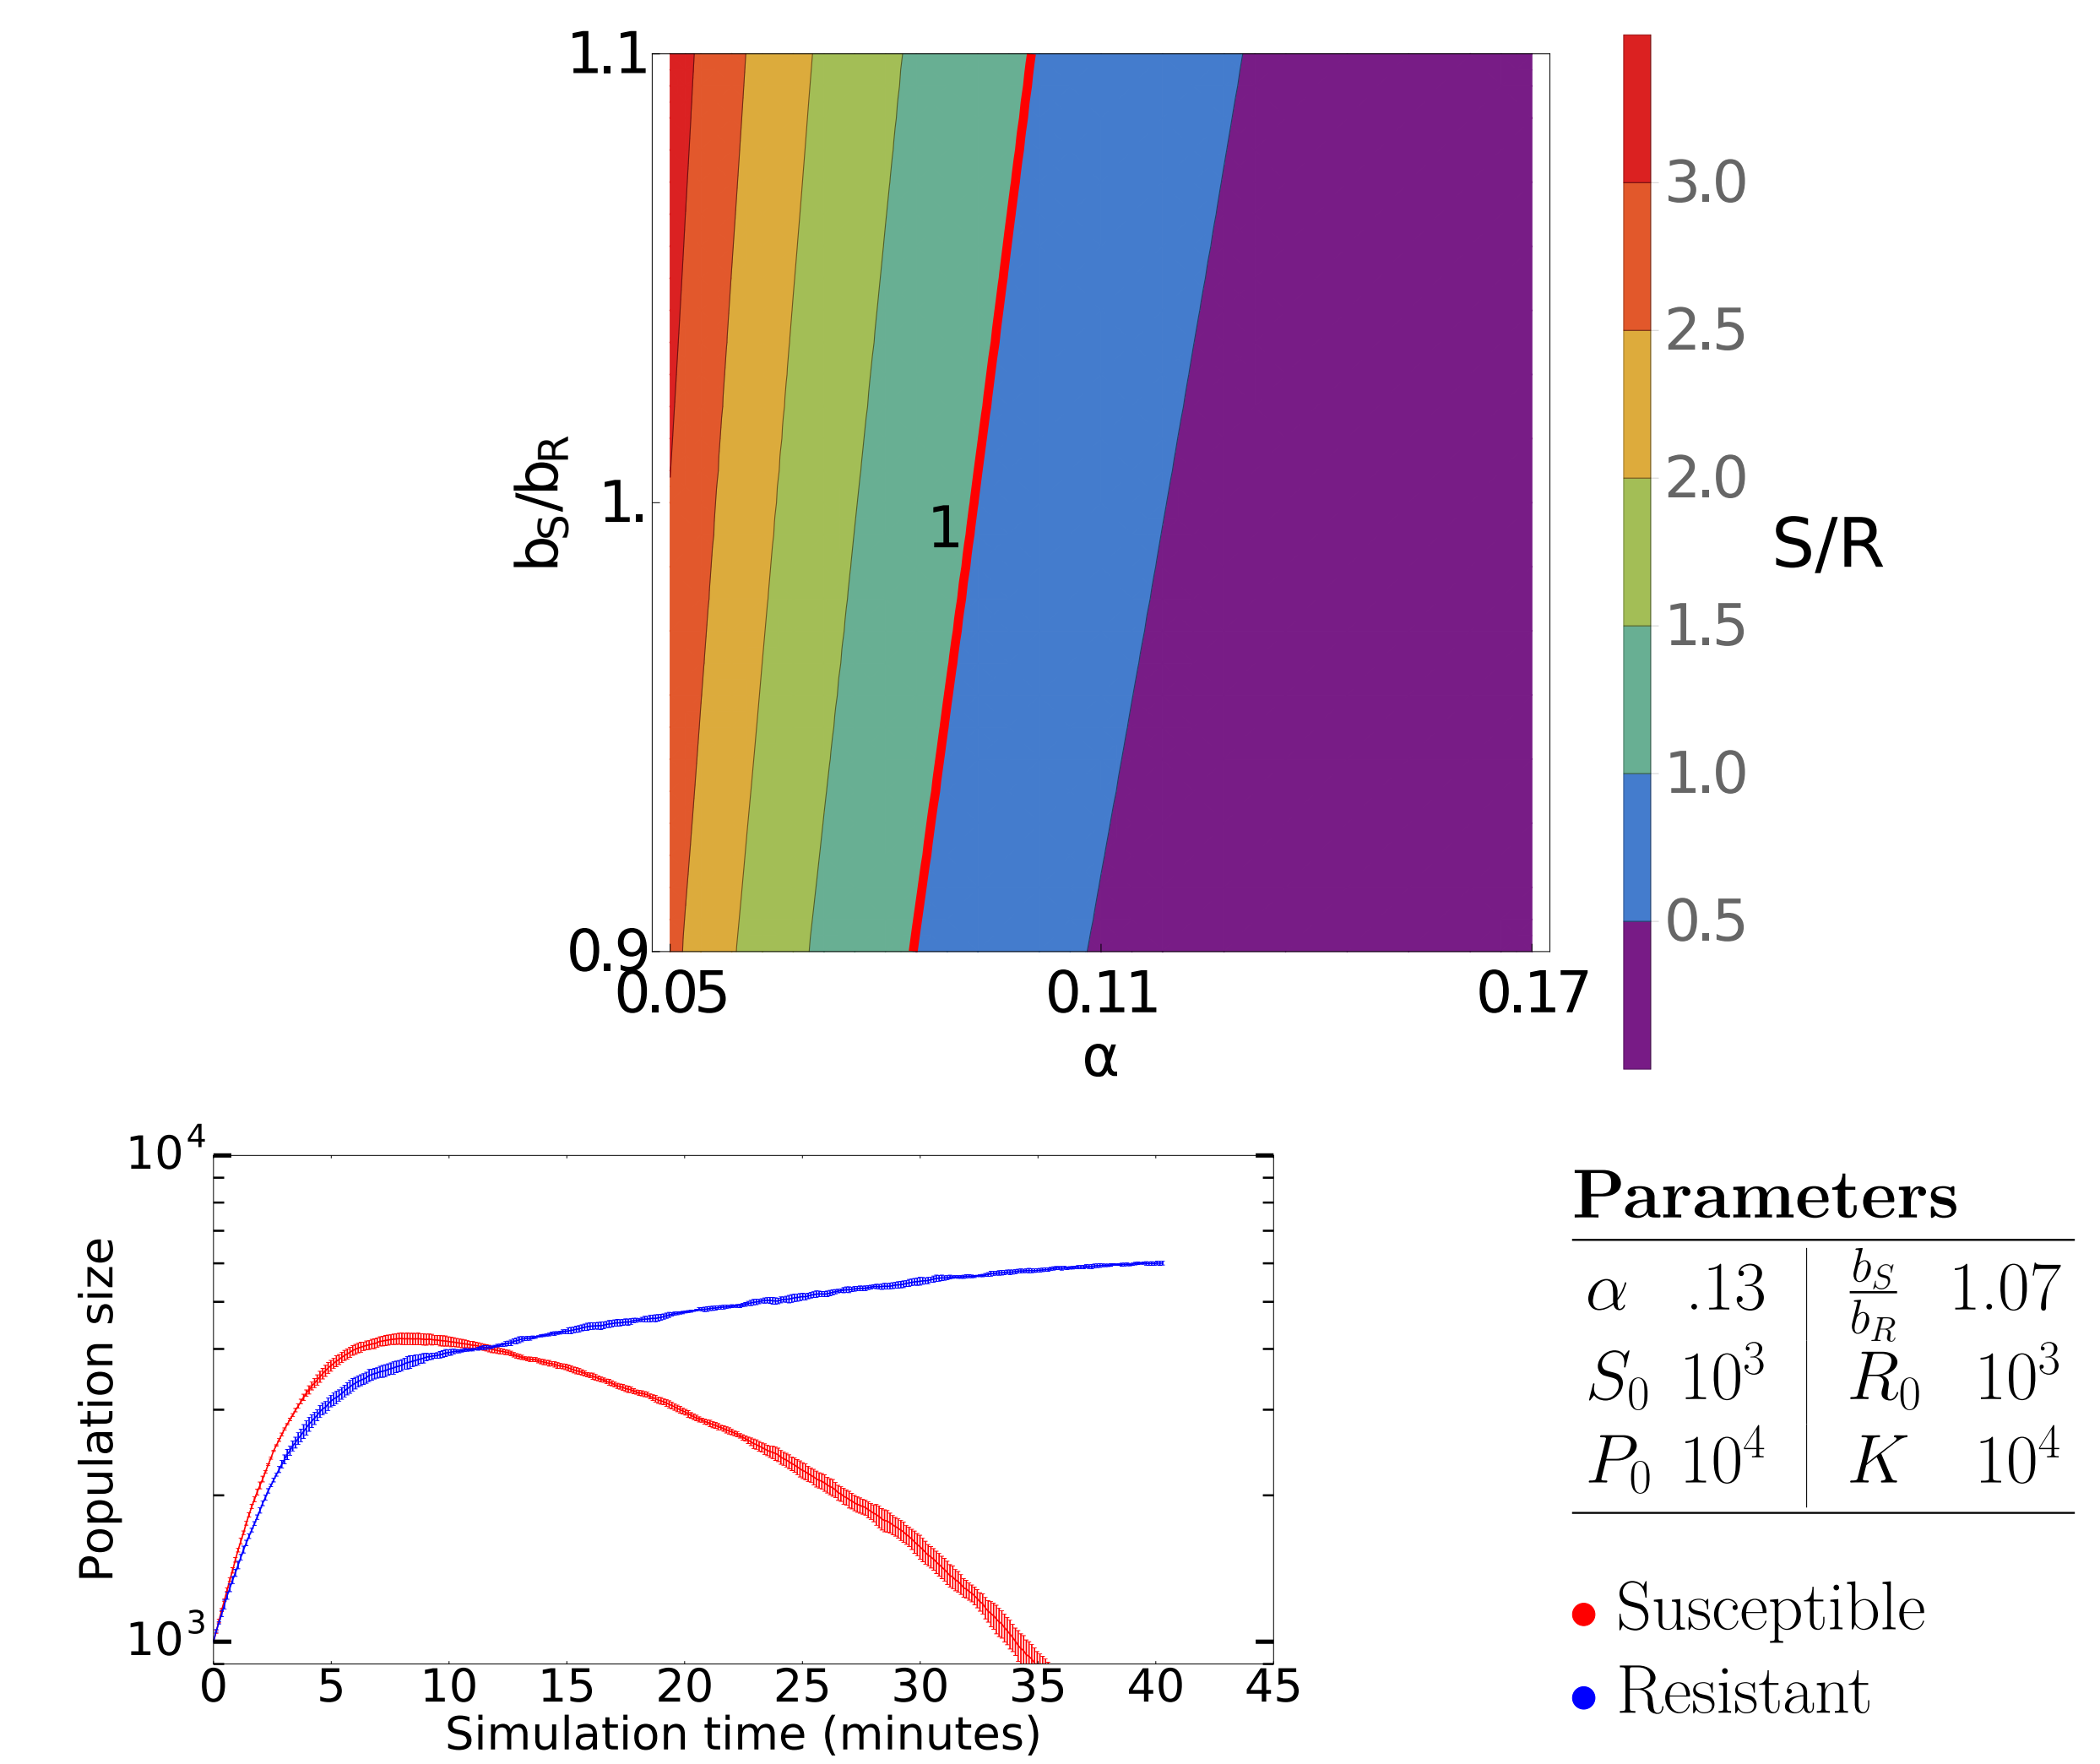 1.1
1.
0.9
b_S/b_R
1
0.05 0.11 0.17
α
3.0
2.5
2.0
1.5
1.0
0.5
S/R
10^4
10^3
Population size
0 5 10 15 20 25 30 35 40 45
Simulation time (minutes)
Parameters
α .13 b_S/b_R 1.07
S_0 10^3 R_0 10^3
P_0 10^4 K 10^4
Susceptible
Resistant